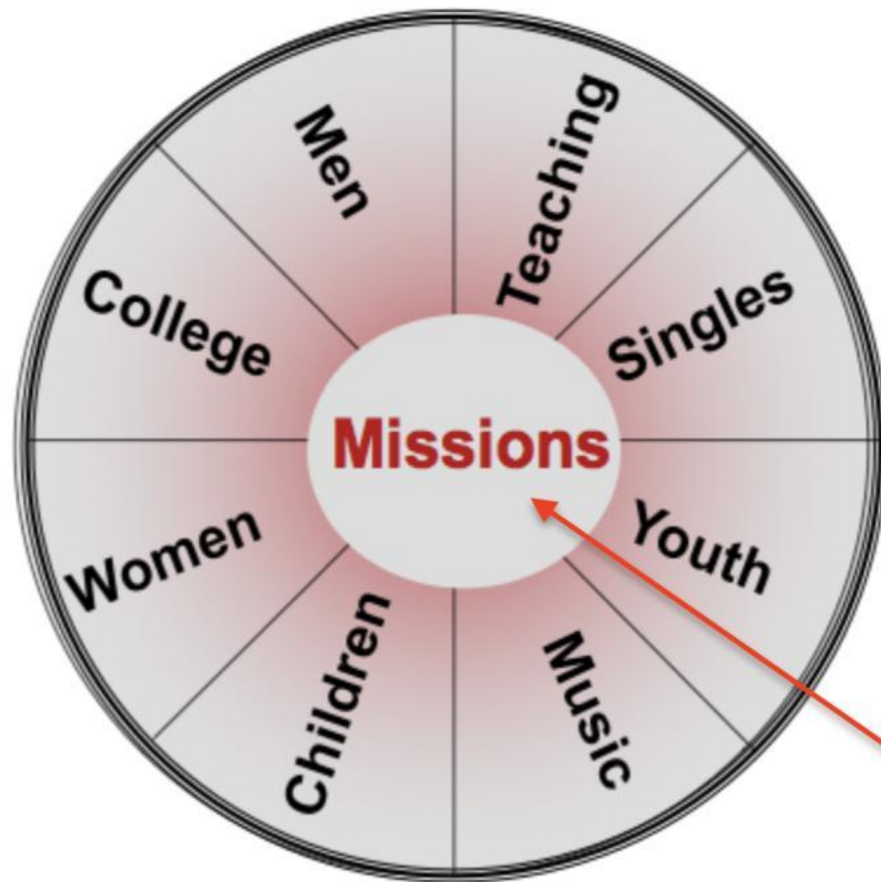 Men
Teaching
College
Singles
Missions
Women
Youth
Children
Music